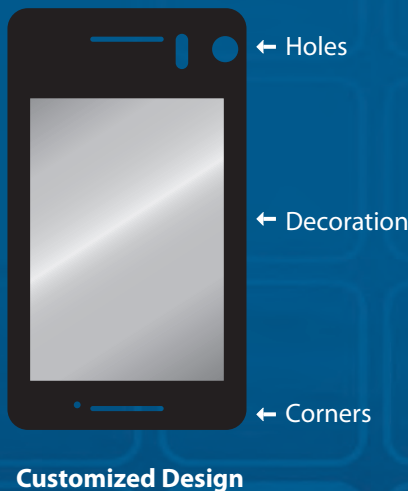 ← Holes
← Decoration
← Corners
Customized Design